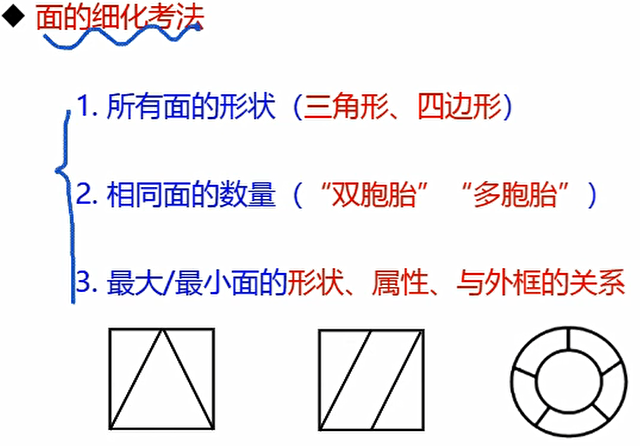 ◆ 面的细化考法
1. 所有面的形状（三角形、四边形）
2. 相同面的数量（“双胞胎” “多胞胎”）
3. 最大/最小面的形状、属性、与外框的关系